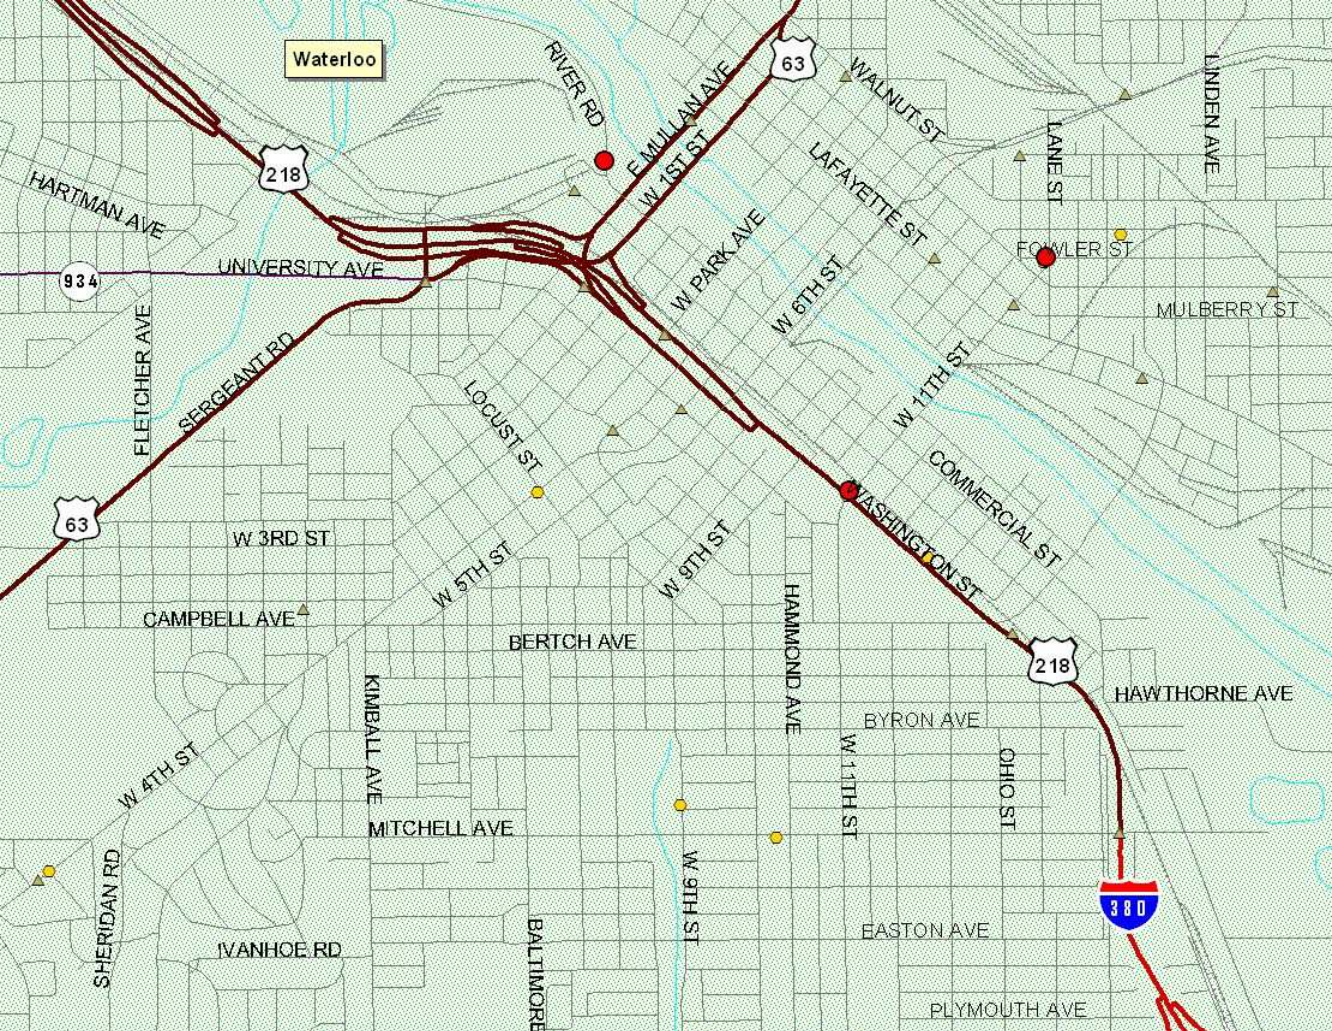 Waterloo
63
RIVER RD
E MULLAN AVE
WALNUT ST
LINDEN AVE
LANE ST
W 1ST ST
218
HARTMAN AVE
LAFAYETTE ST
FOWLER ST
W PARK AVE
UNIVERSITY AVE
934
W 6TH ST
MULBERRY ST
FLETCHER AVE
SERGEANT RD
W 11TH ST
LOCUST ST
COMMERCIAL ST
63
WASHINGTON ST
W 3RD ST
W 5TH ST
W 9TH ST
CAMPBELL AVE
BERTCH AVE
HAMMOND AVE
218
HAWTHORNE AVE
KIMBALL AVE
BYRON AVE
W 4TH ST
W 11TH ST
OHIO ST
MITCHELL AVE
SHERIDAN RD
W 9TH ST
380
IVANHOE RD
BALTIMORE
EASTON AVE
PLYMOUTH AVE